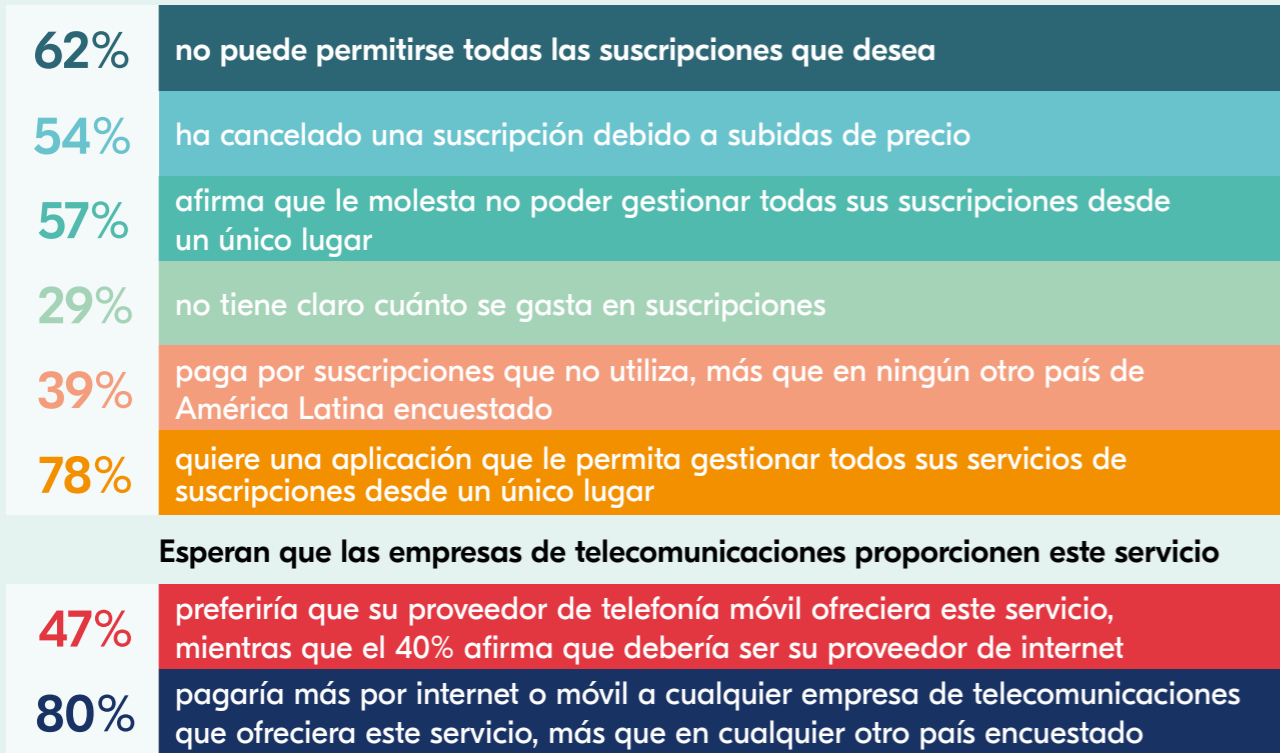 62% no puede permitirse todas las suscripciones que desea
54% ha cancelado una suscripción debido a subidas de precio
57% afirma que le molesta no poder gestionar todas sus suscripciones desde
un único lugar
29% no tiene claro cuánto se gasta en suscripciones
39% paga por suscripciones que no utiliza, más que en ningún otro país de
América Latina encuestado
78% quiere una aplicación que le permita gestionar todos sus servicios de
suscripciones desde un único lugar
Esperan que las empresas de telecomunicaciones proporcionen este servicio
47% preferiría que su proveedor de telefonía móvil ofreciera este servicio,
mientras que el 40% afirma que debería ser su proveedor de internet
80% pagaría más por internet o móvil a cualquier empresa de telecomunicaciones
que ofreciera este servicio, más que en cualquier otro país encuestado